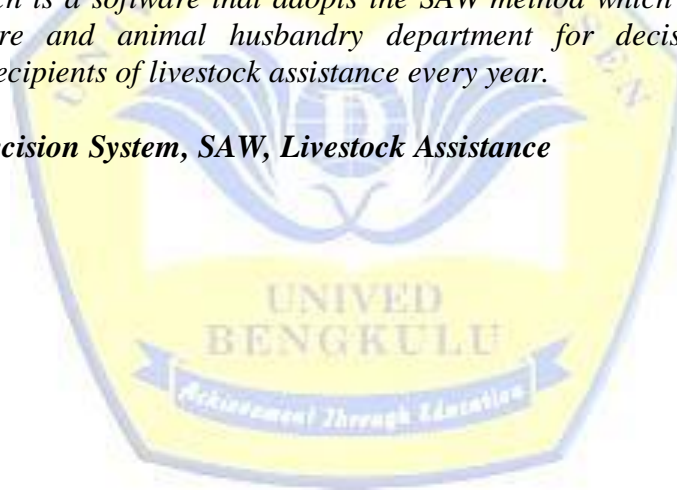 ch is a software that adopts the SAW method which
re and animal husbandry department for decis
ecipients of livestock assistance every year.
cision System, SAW, Livestock Assistance
UNIVED
BENGKULU
Achievement Through Education